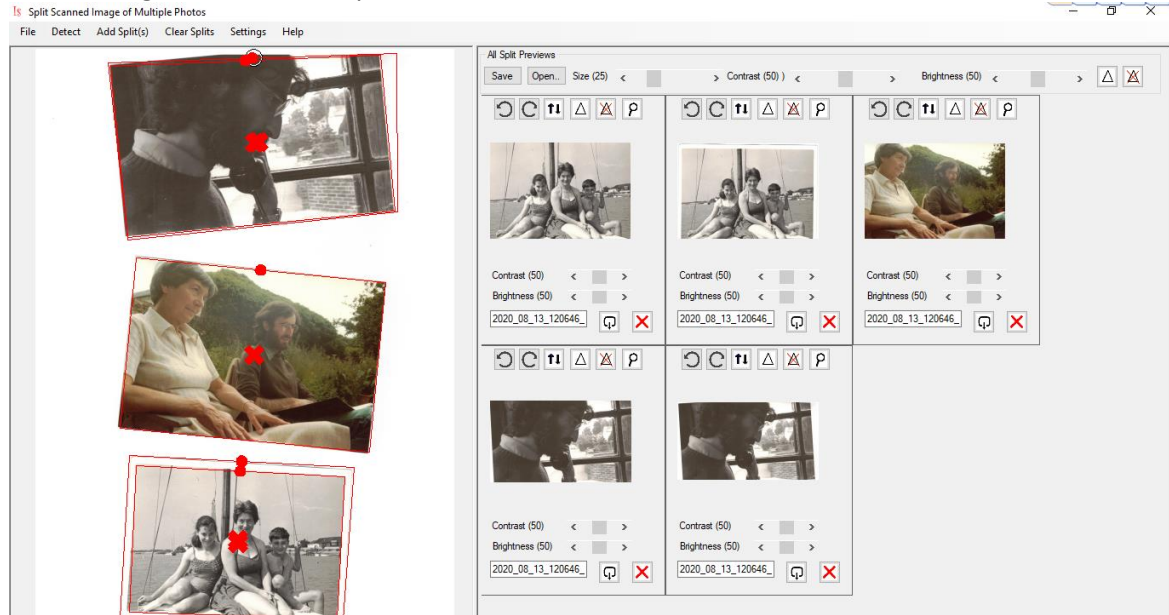 Split Scanned Image of Multiple Photos
File Detect Add Split(s) Clear Splits Settings Help
All Split Previews
Save Open.. Size (25) < > Contrast (50) ) < > Brightness (50) < >
Contrast (50) < > Contrast (50) < > Contrast (50) < >
Brightness (50) < > Brightness (50) < > Brightness (50) < >
2020_08_13_120646_ 2020_08_13_120646_ 2020_08_13_120646_
Contrast (50) < > Contrast (50) < >
Brightness (50) < > Brightness (50) < >
2020_08_13_120646_ 2020_08_13_120646_